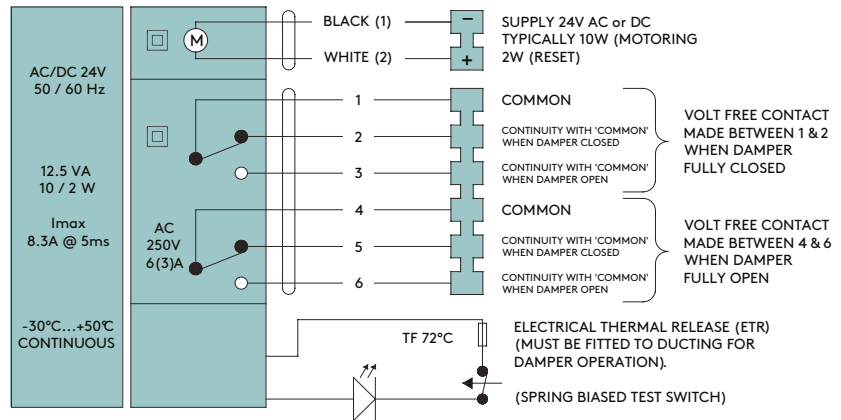 AC/DC 24V
50 / 60 Hz
12.5 VA
10 / 2 W
Imax
8.3A @ 5ms
-30°C...+50°C
CONTINUOUS
M
AC
250V
6(3)A
BLACK (1)
WHITE (2)
1
2
3
4
5
6
–
+
SUPPLY 24V AC or DC
TYPICALLY 10W (MOTORING
2W (RESET)
COMMON
CONTINUITY WITH 'COMMON'
WHEN DAMPER CLOSED
CONTINUITY WITH 'COMMON'
WHEN DAMPER OPEN
COMMON
CONTINUITY WITH 'COMMON'
WHEN DAMPER CLOSED
CONTINUITY WITH 'COMMON'
WHEN DAMPER OPEN
VOLT FREE CONTACT
MADE BETWEEN 1 & 2
WHEN DAMPER
FULLY CLOSED
VOLT FREE CONTACT
MADE BETWEEN 4 & 6
WHEN DAMPER
FULLY OPEN
TF 72°C
ELECTRICAL THERMAL RELEASE (ETR)
(MUST BE FITTED TO DUCTING FOR
DAMPER OPERATION).
(SPRING BIASED TEST SWITCH)